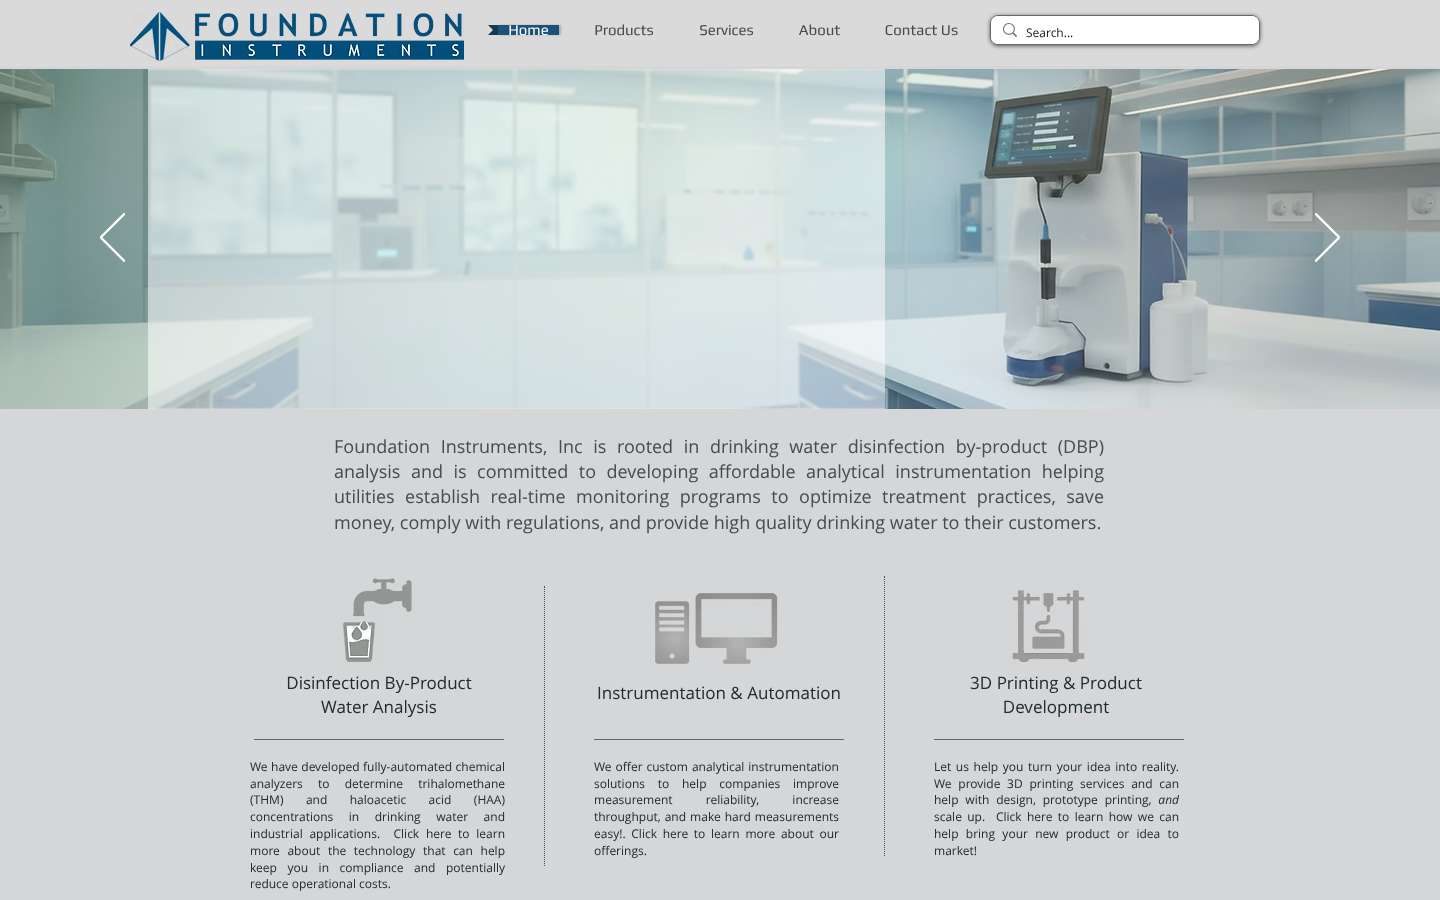 FOUNDATION
INSTRUMENTS
Home
Products
Services
About
Contact Us
Search...
Foundation Instruments, Inc is rooted in drinking water disinfection by-product (DBP)
analysis and is committed to developing affordable analytical instrumentation helping
utilities establish real-time monitoring programs to optimize treatment practices, save
money, comply with regulations, and provide high quality drinking water to their customers.
Disinfection By-Product
Water Analysis
We have developed fully-automated chemical
analyzers to determine trihalomethane
(THM) and haloacetic acid (HAA)
concentrations in drinking water and
industrial applications. Click here to learn
more about the technology that can help
keep you in compliance and potentially
reduce operational costs.
Instrumentation & Automation
We offer custom analytical instrumentation
solutions to help companies improve
measurement reliability, increase
throughput, and make hard measurements
easy!. Click here to learn more about our
offerings.
3D Printing & Product
Development
Let us help you turn your idea into reality.
We provide 3D printing services and can
help with design, prototype printing, and
scale up. Click here to learn how we can
help bring your new product or idea to
market!